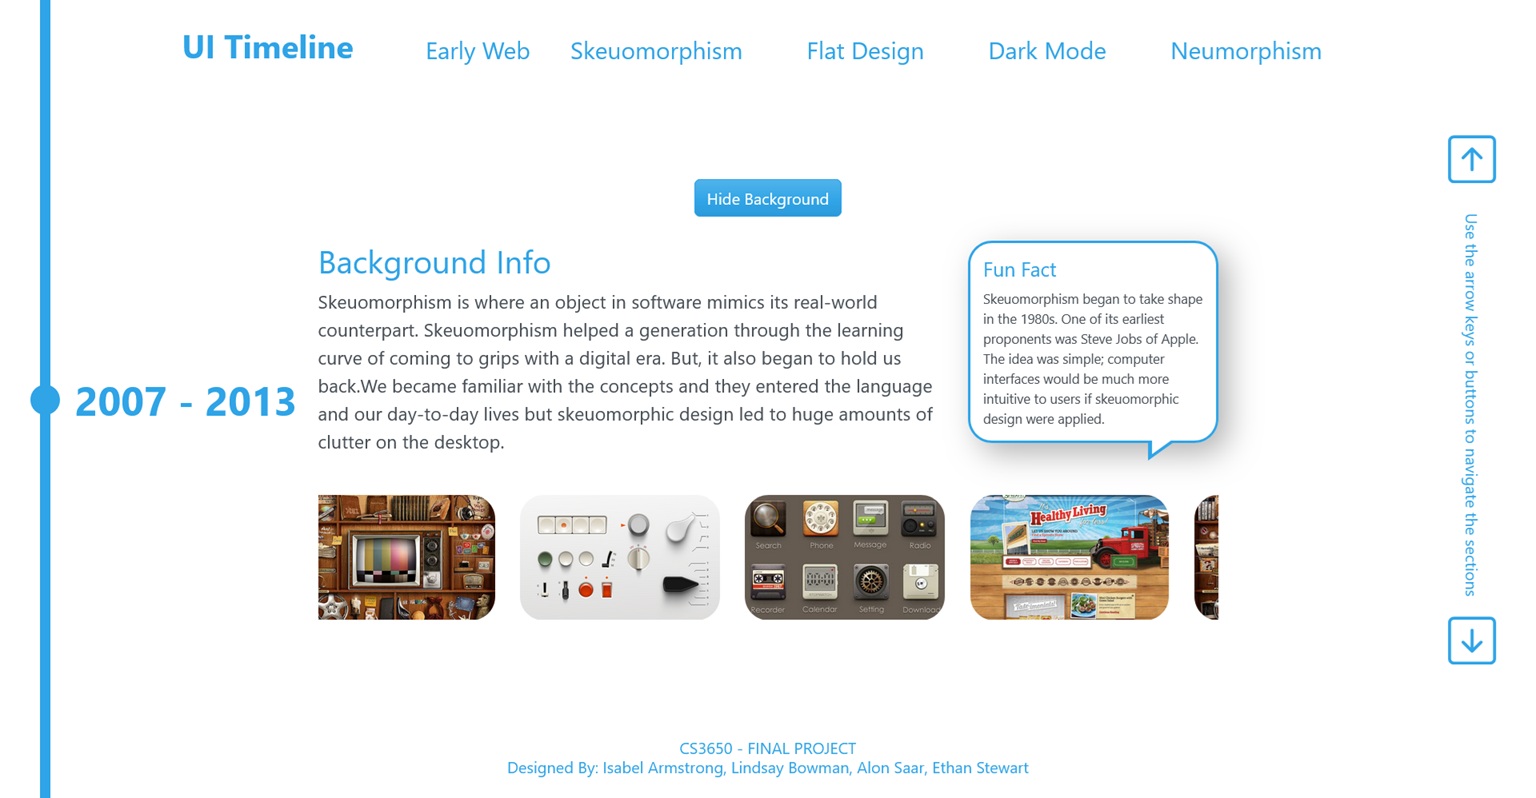 UI Timeline
Early Web
Skeuomorphism
Flat Design
Dark Mode
Neumorphism
Hide Background
Background Info
Skeuomorphism is where an object in software mimics its real-world
counterpart. Skeuomorphism helped a generation through the learning
curve of coming to grips with a digital era. But, it also began to hold us
back.We became familiar with the concepts and they entered the language
and our day-to-day lives but skeuomorphic design led to huge amounts of
clutter on the desktop.
Fun Fact
Skeuomorphism began to take shape
in the 1980s. One of its earliest
proponents was Steve Jobs of Apple.
The idea was simple; computer
interfaces would be much more
intuitive to users if skeuomorphic
design were applied.
2007 - 2013
Use the arrow keys or buttons to navigate the sections
Search
Phone
Message
Radio
Recorder
Calendar
Setting
Download
Healthy Living
CS3650 - FINAL PROJECT
Designed By: Isabel Armstrong, Lindsay Bowman, Alon Saar, Ethan Stewart